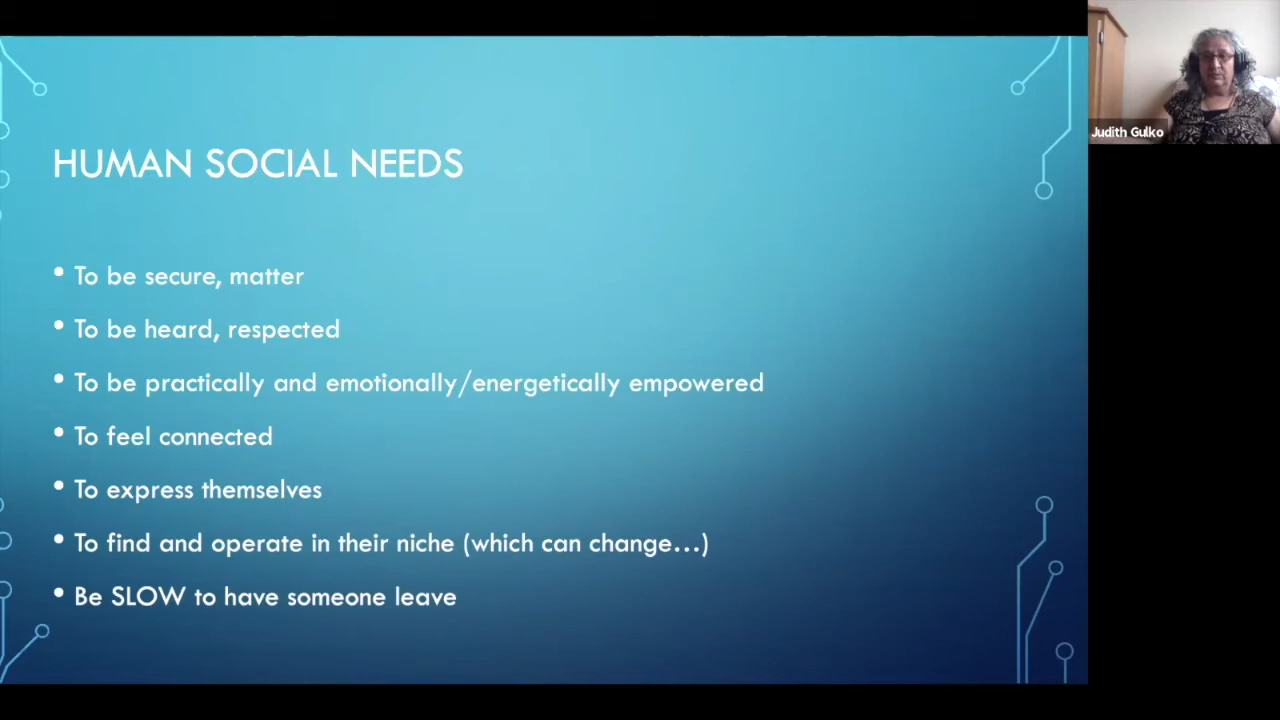 HUMAN SOCIAL NEEDS
• To be secure, matter
• To be heard, respected
• To be practically and emotionally/energetically empowered
• To feel connected
• To express themselves
• To find and operate in their niche (which can change...)
• Be SLOW to have someone leave
Judith Gulko